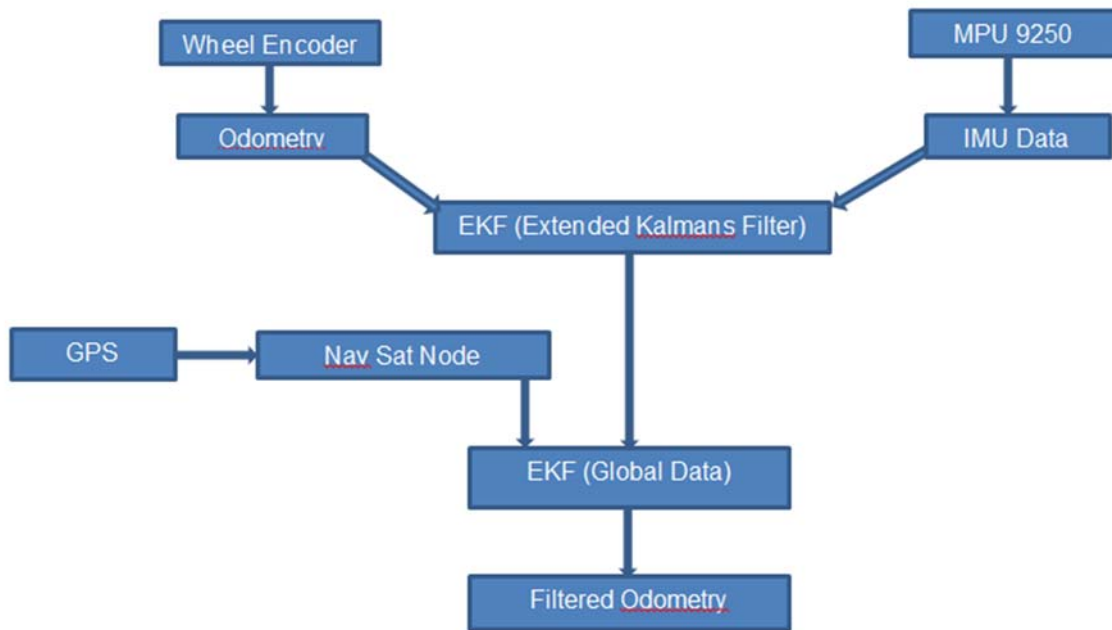 Wheel Encoder
MPU 9250
Odometry
IMU Data
EKF (Extended Kalmans Filter)
GPS
Nav Sat Node
EKF (Global Data)
Filtered Odometry